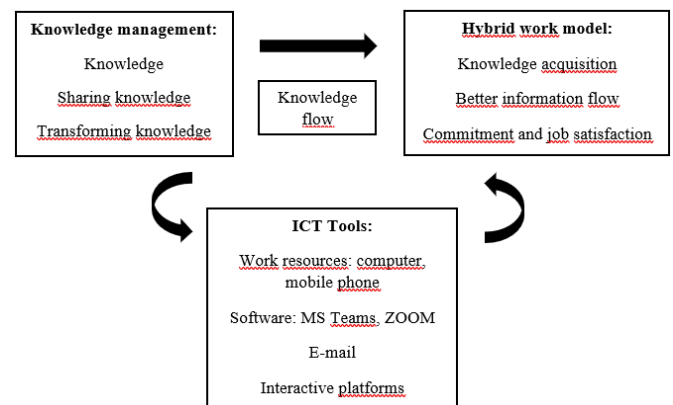 Knowledge management:
Knowledge
Sharing knowledge
Transforming knowledge
Knowledge
flow
Hybrid work model:
Knowledge acquisition
Better information flow
Commitment and job satisfaction
ICT Tools:
Work resources: computer,
mobile phone
Software: MS Teams, ZOOM
E-mail
Interactive platforms